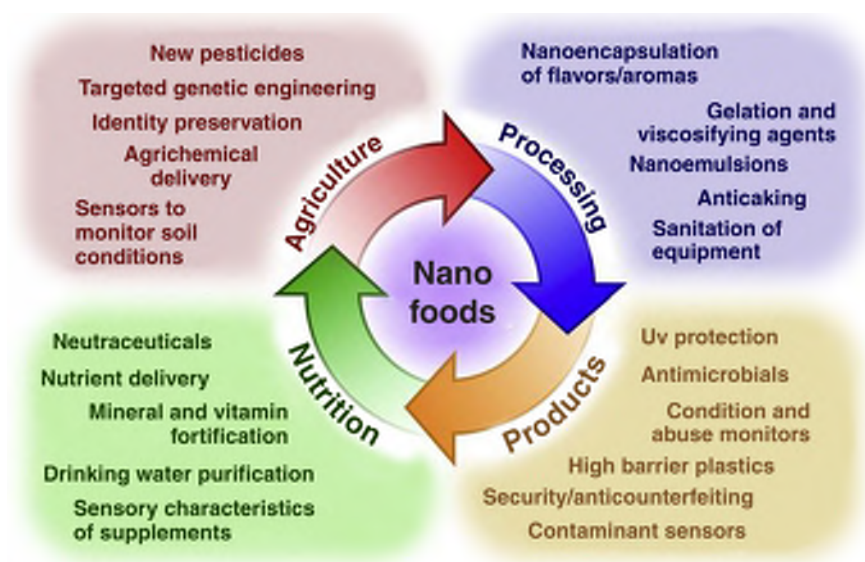 New pesticides
Targeted genetic engineering
Identity preservation
Agrichemical
delivery
Sensors to
monitor soil
conditions
Agriculture
Nanoencapsulation
of flavors/aromas
Gelation and
viscosifying agents
Nanoemulsions
Anticaking
Sanitation of
equipment
Processing
Nano
foods
Neutraceuticals
Nutrient delivery
Mineral and vitamin
fortification
Drinking water purification
Sensory characteristics
of supplements
Nutrition
Uv protection
Antimicrobials
Condition and
abuse monitors
High barrier plastics
Security/anticounterfeiting
Contaminant sensors
Products